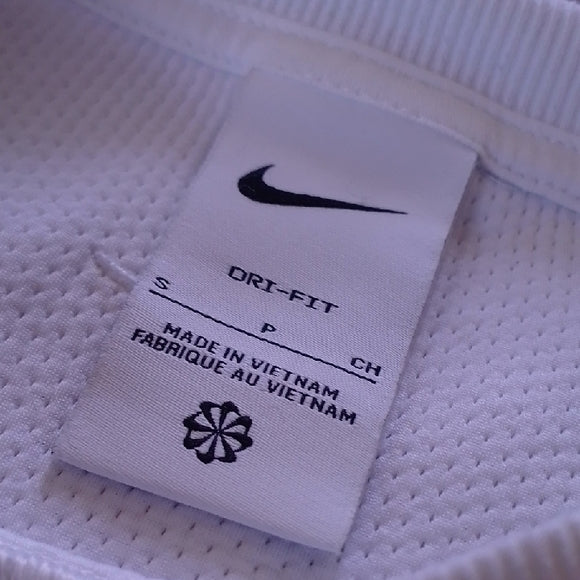 DRI-FIT
S P CH
MADE IN VIETNAM
FABRIQUE AU VIETNAM